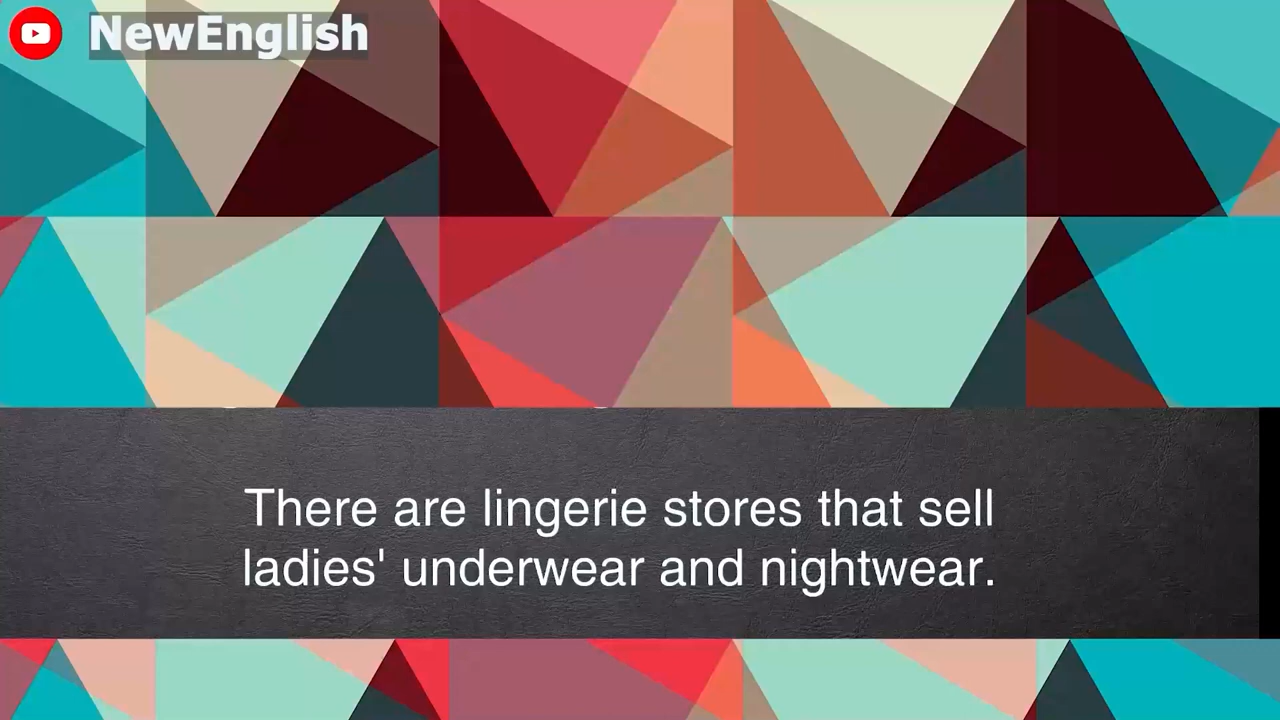 NewEnglish
There are lingerie stores that sell
ladies' underwear and nightwear.